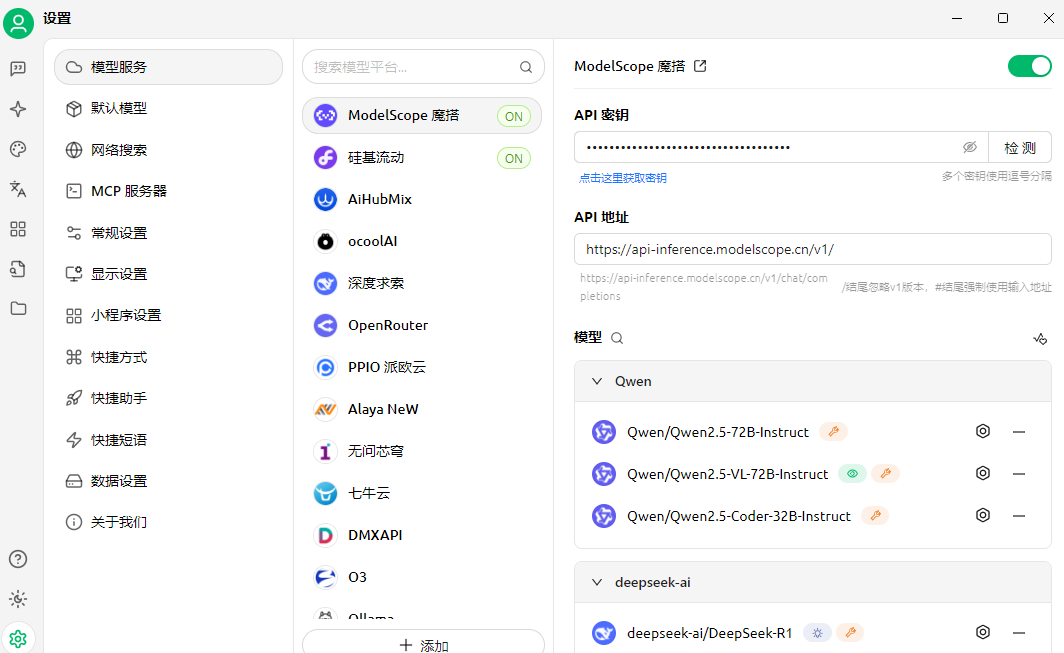 设置
模型服务
默认模型
网络搜索
MCP 服务器
常规设置
显示设置
小程序设置
快捷方式
快捷助手
快捷短语
数据设置
关于我们
搜索模型平台...
ModelScope 魔搭
ON
硅基流动
ON
AiHubMix
ocoolAI
深度求索
OpenRouter
PPIO 派欧云
Alaya NeW
无问芯穹
七牛云
DMXAPI
O3
Ollama
添加
ModelScope 魔搭
API 密钥
检 测
点击这里获取密钥
多个密钥使用逗号分隔
API 地址
https://api-inference.modelscope.cn/v1/
https://api-inference.modelscope.cn/v1/chat/com
pletions
/结尾忽略v1版本，#结尾强制使用输入地址
模型
Qwen
Qwen/Qwen2.5-72B-Instruct
Qwen/Qwen2.5-VL-72B-Instruct
Qwen/Qwen2.5-Coder-32B-Instruct
deepseek-ai
deepseek-ai/DeepSeek-R1